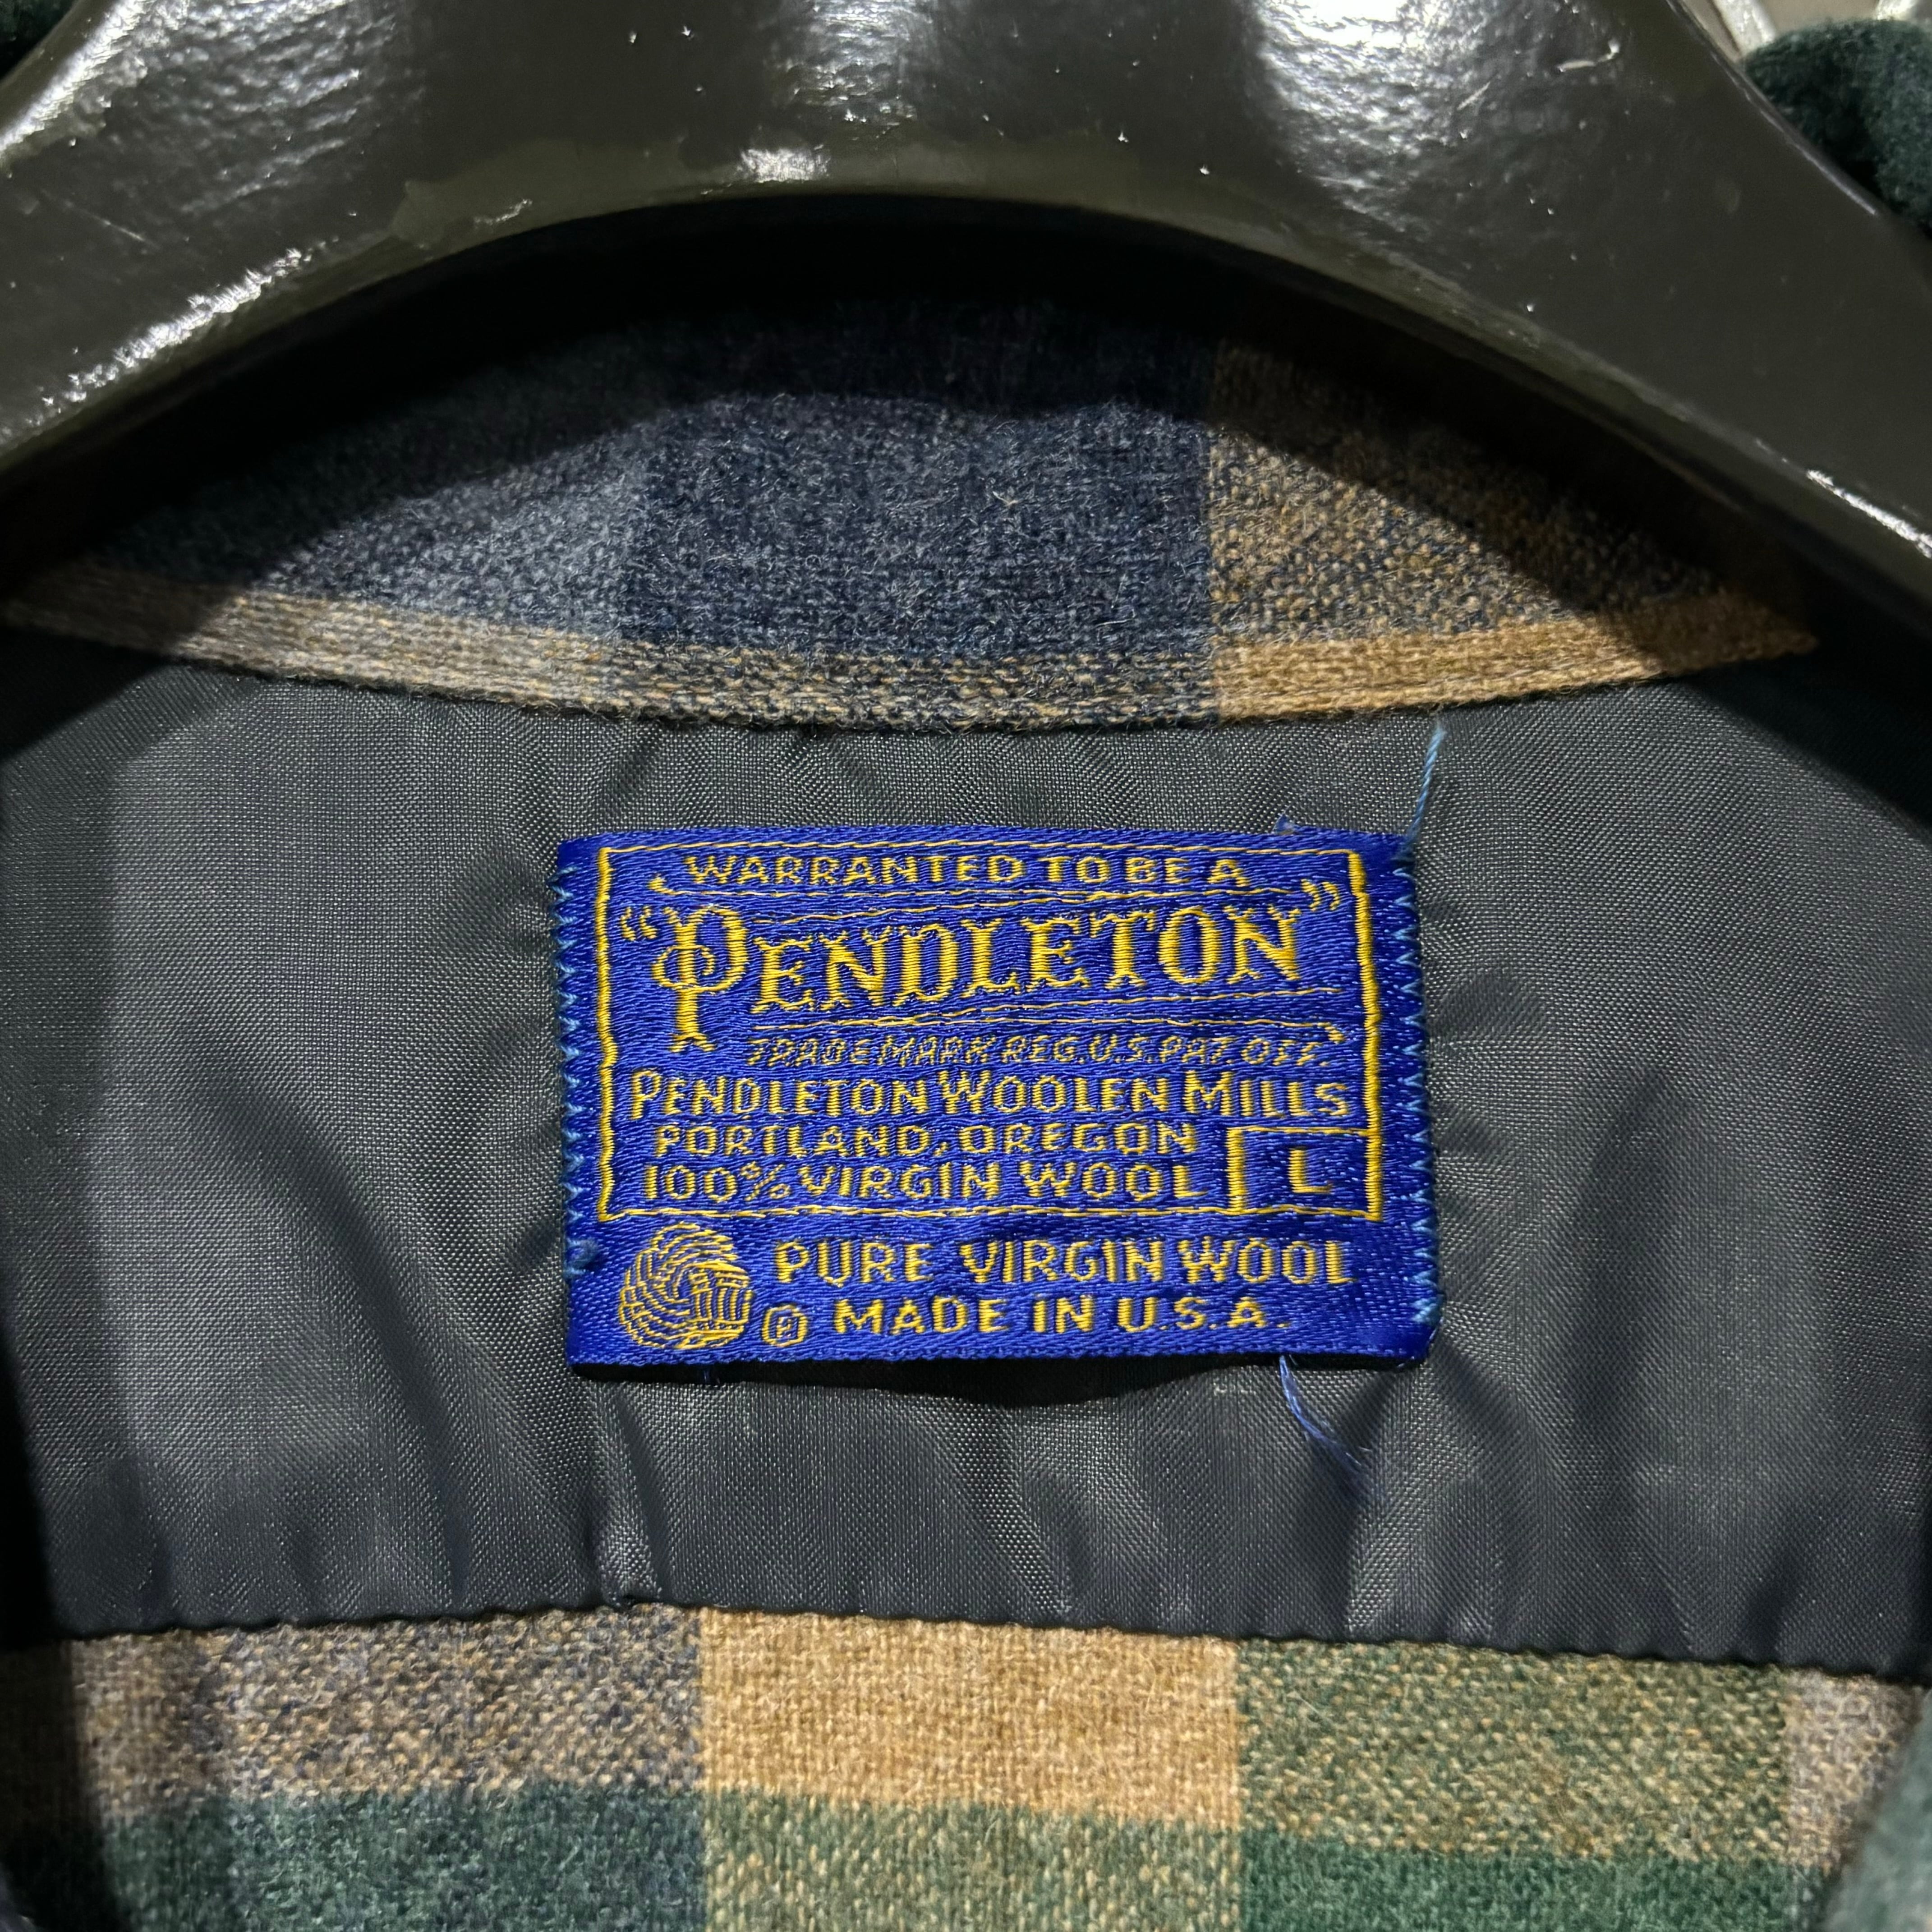 WARRANTED TO BE A
"PENDLETON"
TRADE MARK REG. U.S. PAT. OFF.
PENDLETON WOOLEN MILLS
PORTLAND, OREGON
100% VIRGIN WOOL L
PURE VIRGIN WOOL
® MADE IN U.S.A.